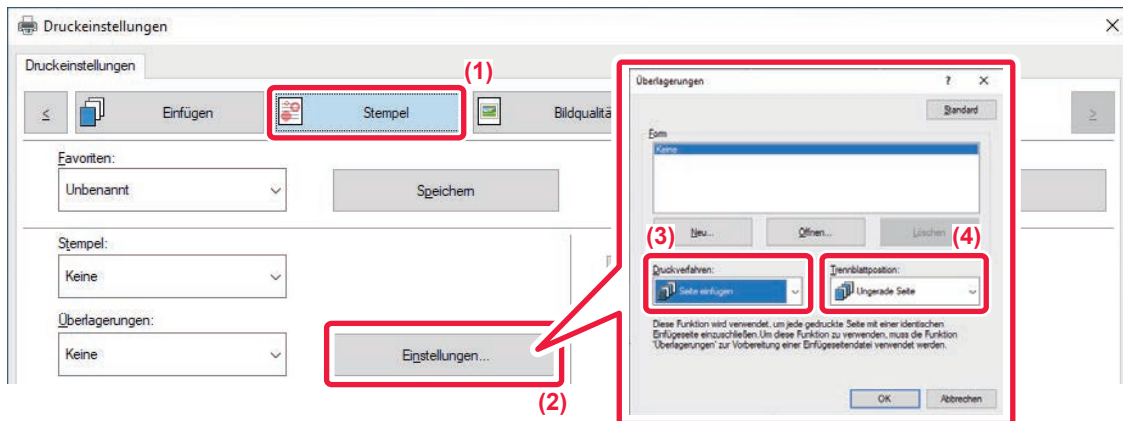 Druckeinstellungen
Druckeinstellungen
(1)
< Einfügen Stempel Bildqualitä >
Favoriten:
Unbenannt Speichern
Stempel:
Keine
Überlagerungen:
Keine Einstellungen...
(2)
Überlagerungen ? ×
Standard
Form
Keine
Neu... Öffnen... Löschen
(3) (4)
Druckverfahren: Trennblattposition:
Seite einfügen Ungerade Seite
Diese Funktion wird verwendet, um jede gedruckte Seite mit einer identischen
Einfügeseite einzuschließen.Um diese Funktion zu verwenden, muss die Funktion
'Überlagerungen' zur Vorbereitung einer Einfügeseitendatei verwendet werden.
OK Abbrechen